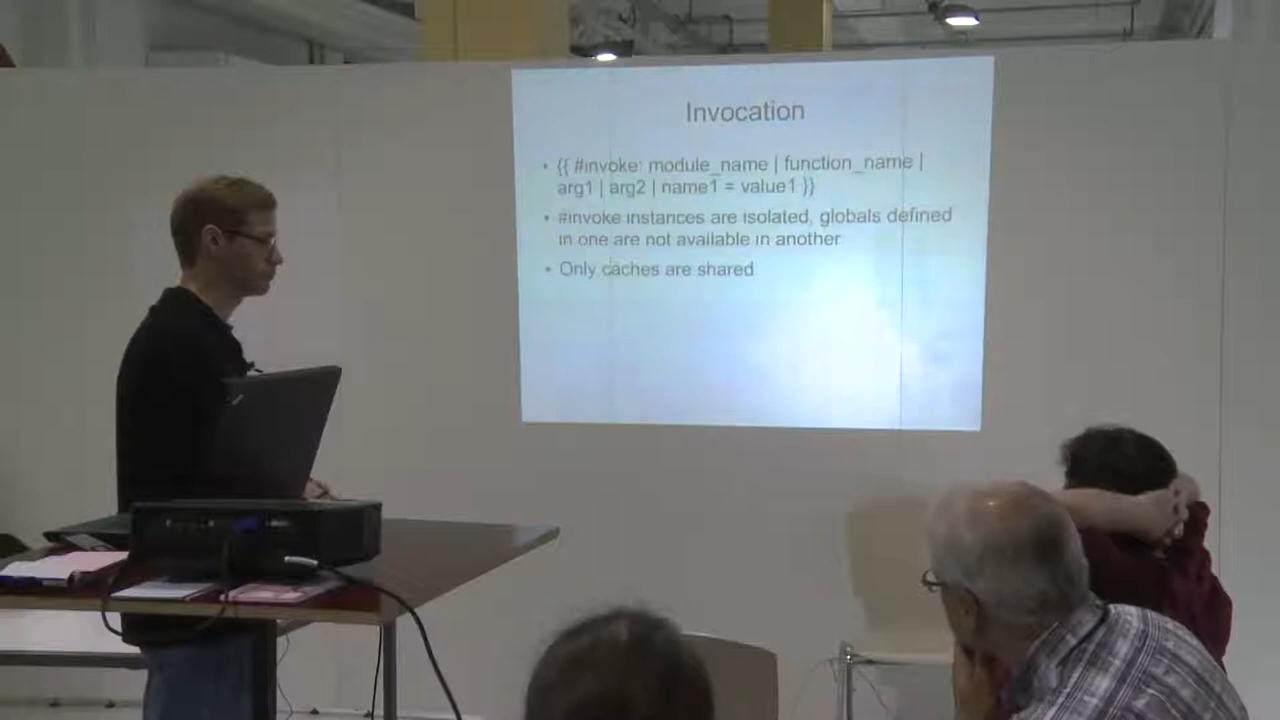 Invocation
• {{ #invoke: module_name | function_name |
arg1 | arg2 | name1 = value1 }}
• #invoke instances are isolated, globals defined
in one are not available in another
• Only caches are shared